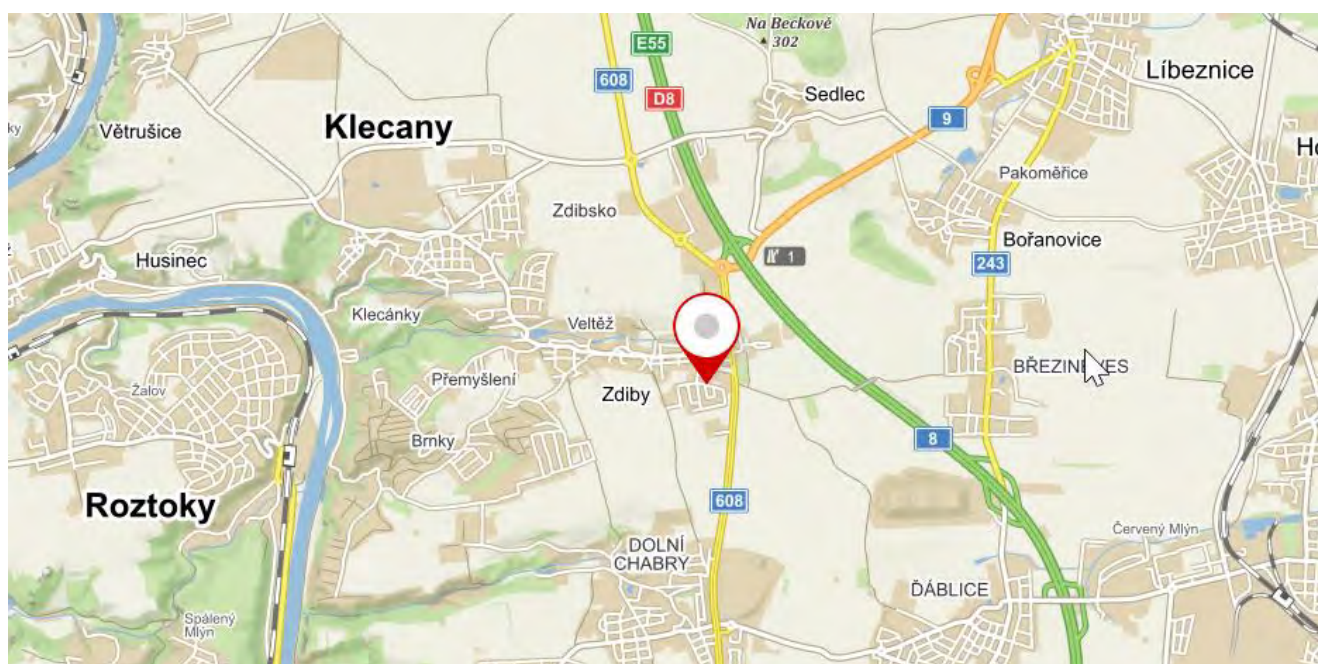 Na Beckově
302
E55
608
D8
Sedlec
Líbeznice
9
Větrušice
Klecany
Pakoměřice
Zdibsko
Bořanovice
243
1
Husinec
Klecánky
Veltěž
Přemyšlení
Zdiby
Žalov
Brnky
8
Roztoky
608
DOLNÍ
CHABRY
Červený Mlýn
ĎÁBLICE
Spálený
Mlýn